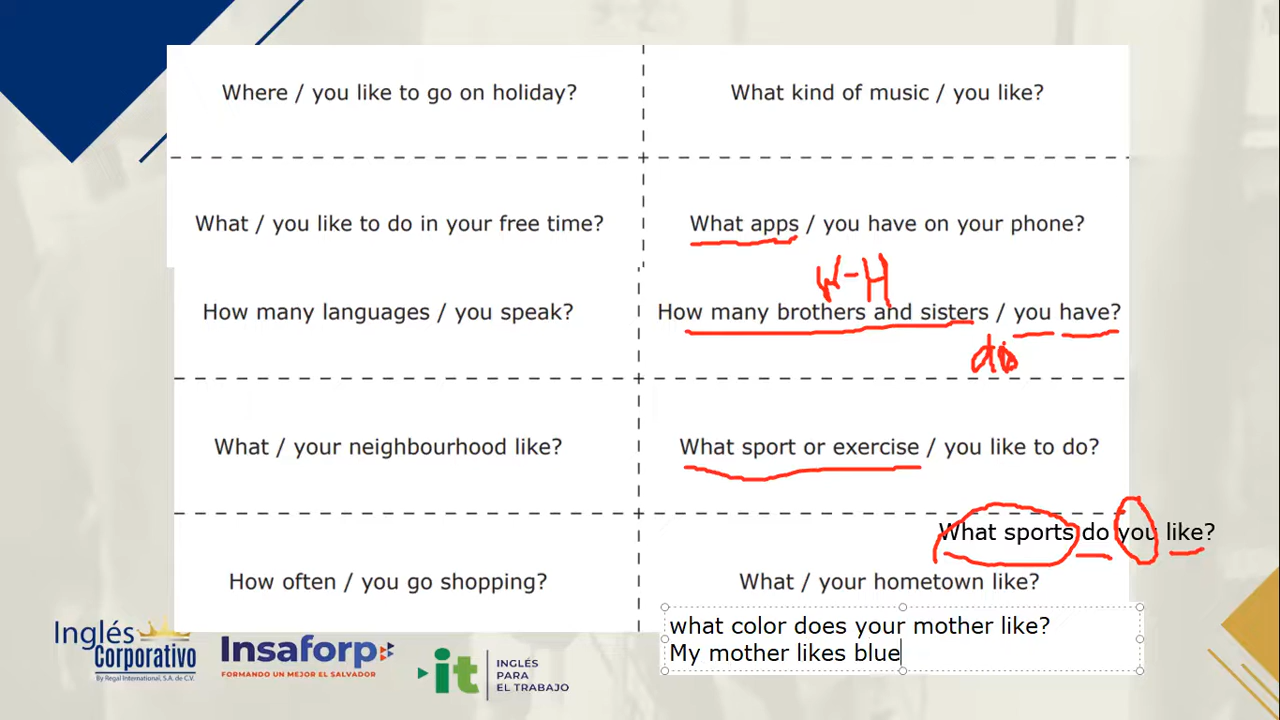 Where / you like to go on holiday?
What kind of music / you like?
What / you like to do in your free time?
What apps / you have on your phone?
W-H
How many languages / you speak?
How many brothers and sisters / you have?
do
What / your neighbourhood like?
What sport or exercise / you like to do?
What sports do you like?
How often / you go shopping?
What / your hometown like?
what color does your mother like?
My mother likes blue
Inglés
Corporativo
By Regal International, S.A. de C.V.
Insaforp
FORMANDO UN MEJOR EL SALVADOR
it
INGLÉS
PARA
EL TRABAJO